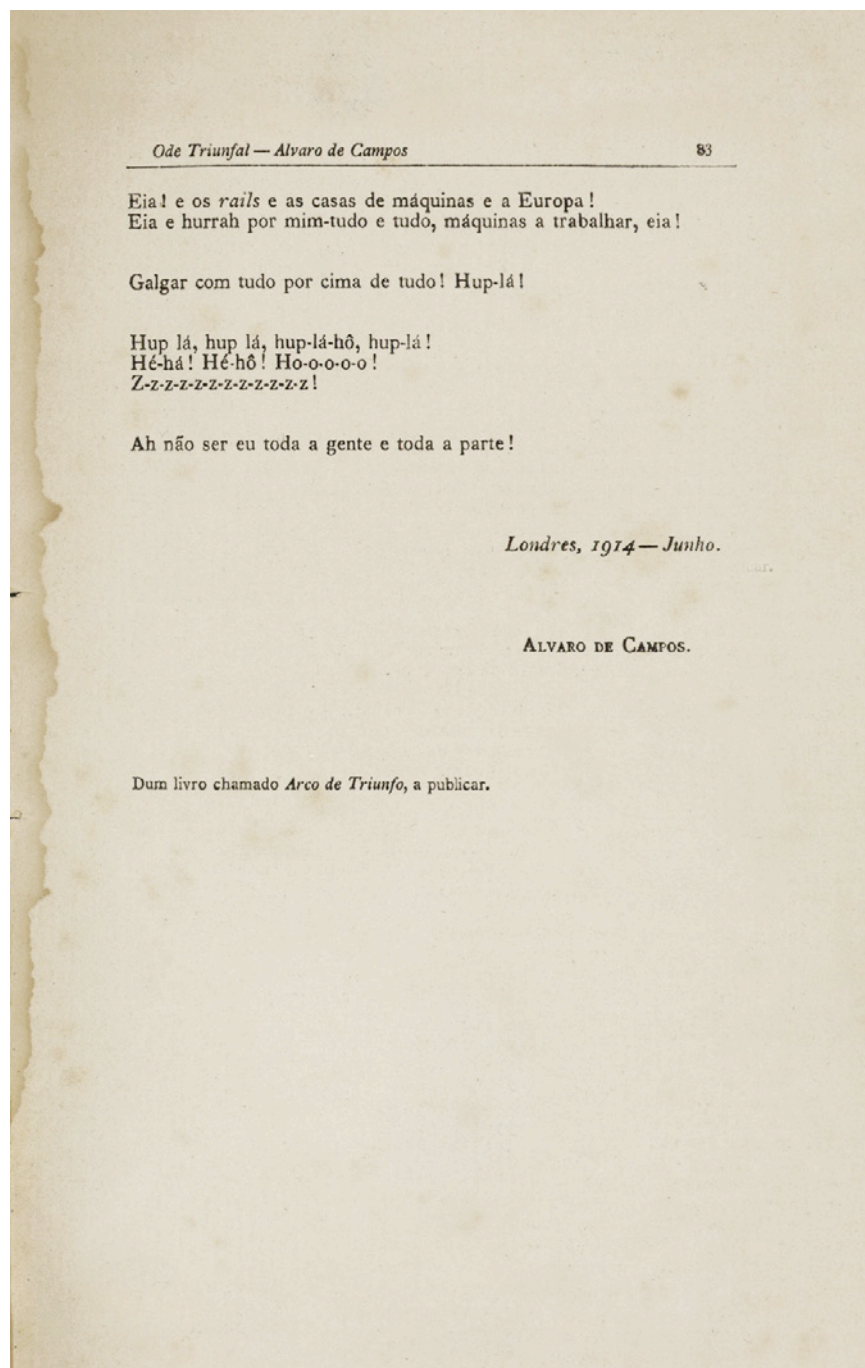 Ode Triunfal — Alvaro de Campos 83
Eia! e os rails e as casas de máquinas e a Europa!
Eia e hurrah por mim-tudo e tudo, máquinas a trabalhar, eia!
Galgar com tudo por cima de tudo! Hup-lá!
Hup lá, hup lá, hup-lá-hô, hup-lá!
Hé-há! Hé-hô! Ho-o-o-o-o!
Z-z-z-z-z-z-z-z-z-z-z-z!
Ah não ser eu toda a gente e toda a parte!
Londres, 1914 — Junho.
ALVARO DE CAMPOS.
Dum livro chamado Arco de Triunfo, a publicar.